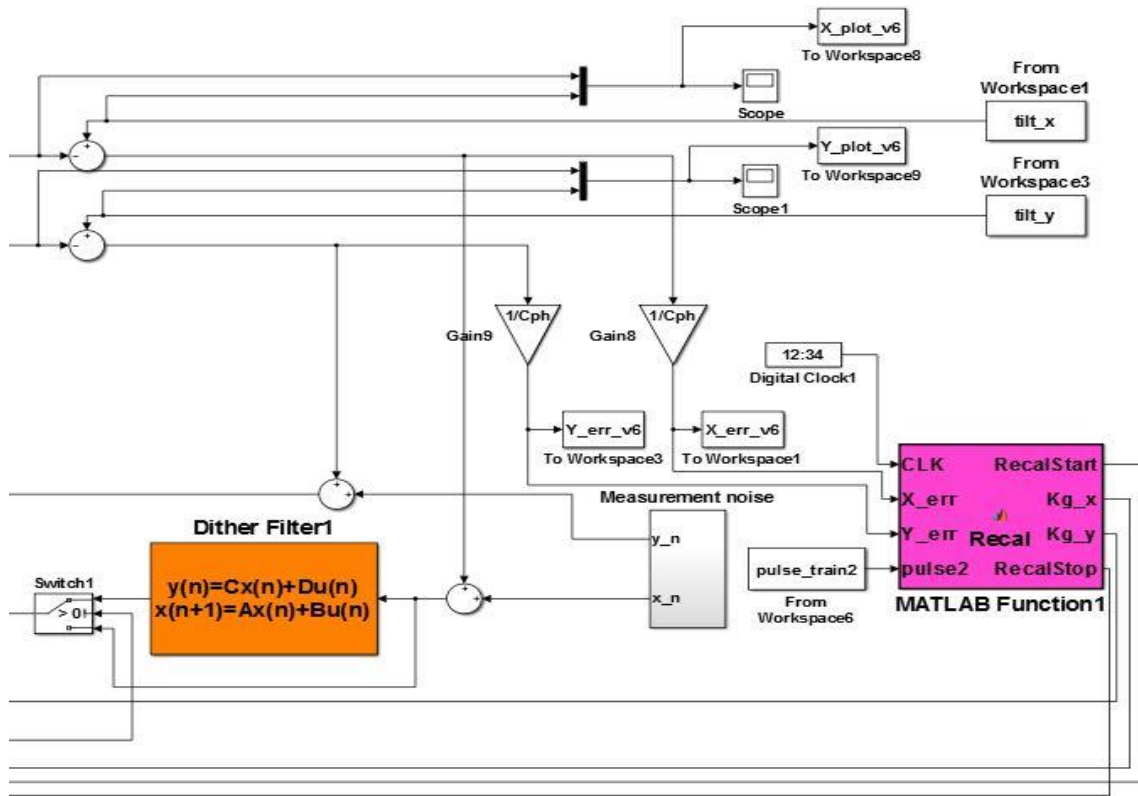 X_plot_v6
To Workspace8
From
Workspace1
Scope
tilt_x
Y_plot_v6
To Workspace9
From
Workspace3
Scope1
tilt_y
1/Cph
Gain9
1/Cph
Gain8
12:34
Digital Clock1
Y_err_v6
To Workspace3
X_err_v6
To Workspace1
CLK
RecalStart
X_err
Kg_x
Y_err
Recal
Kg_y
pulse2
RecalStop
MATLAB Function1
Measurement noise
y_n
x_n
pulse_train2
From
Workspace6
Dither Filter1
y(n)=Cx(n)+Du(n)
x(n+1)=Ax(n)+Bu(n)
Switch1
> 0